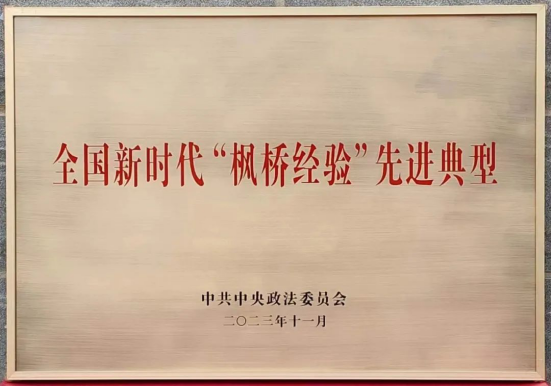 全国新时代“枫桥经验”先进典型
中共中央政法委员会
二〇二三年十一月